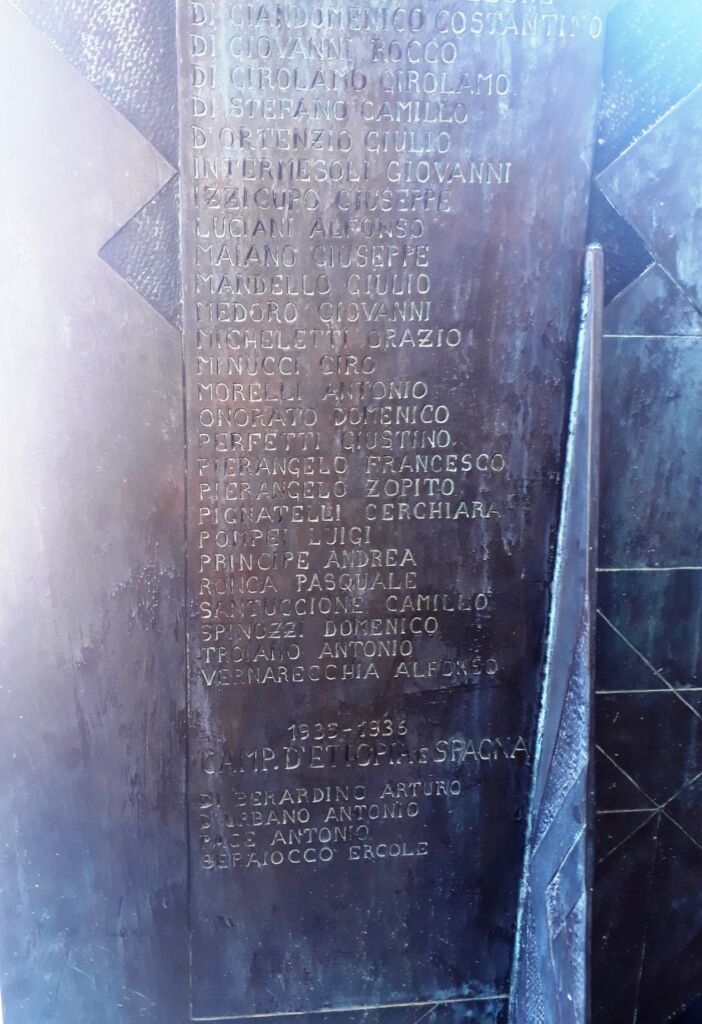 DI GIANDOMENICO COSTANTINO
DI GIOVANNI ROCCO
DI GIROLAMO GIROLAMO
DI STEFANO CAMILLO
D'ORTENZIO GIULIO
INTERMESOLI GIOVANNI
IZZICUPO GIUSEPPE
LUCIANI ALFONSO
MAIANO GIUSEPPE
MANDELLO GIULIO
MEDORO GIOVANNI
MICHELETTI ORAZIO
MINUCCI CIRO
MORELLI ANTONIO
ONORATO DOMENICO
PERFETTI GIUSTINO
PIERANGELO FRANCESCO
PIERANGELO ZOPITO
PIGNATELLI CERCHIARA
POMPEI LUIGI
PRINCIPE ANDREA
RONCA PASQUALE
SANTUCCIONE CAMILLO
SPINOZZI DOMENICO
TROIANO ANTONIO
VERNARECCHIA ALFONSO
1935-1936
CAMP. D'ETIOPIA E SPAGNA
DI BERARDINO ARTURO
D'URBANO ANTONIO
PACE ANTONIO
ERCOLE